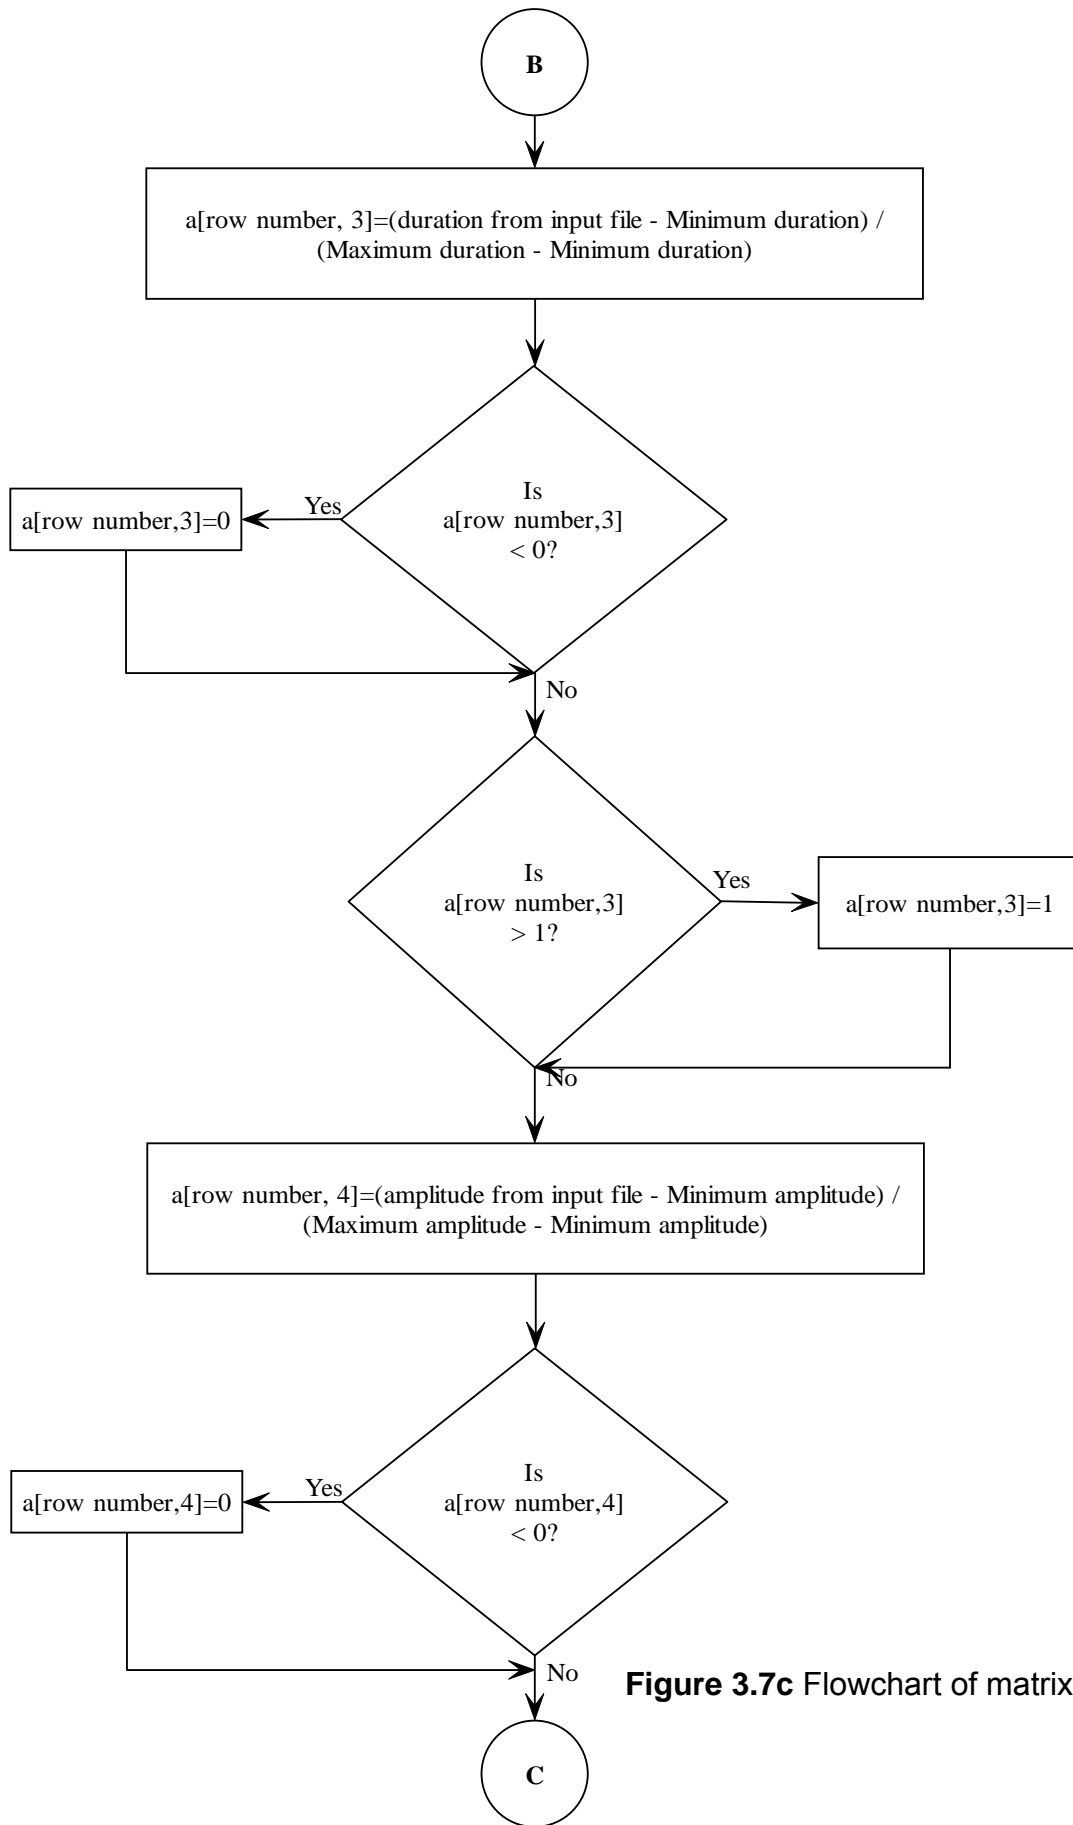 B
a[row number, 3]=(duration from input file - Minimum duration) /
(Maximum duration - Minimum duration)
Is
a[row number,3]
< 0?
Yes
a[row number,3]=0
No
Is
a[row number,3]
> 1?
Yes
a[row number,3]=1
No
a[row number, 4]=(amplitude from input file - Minimum amplitude) /
(Maximum amplitude - Minimum amplitude)
Is
a[row number,4]
< 0?
Yes
a[row number,4]=0
No
Figure 3.7c Flowchart of matrix
C